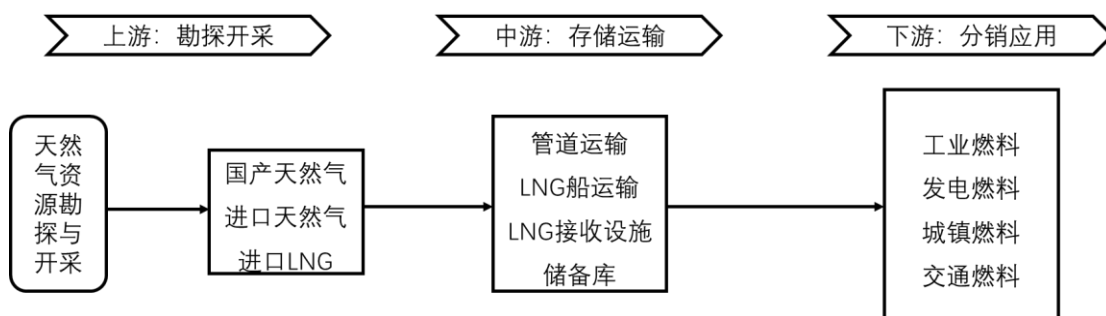 上游：勘探开采
中游：存储运输
下游：分销应用
天然
气资
源勘
探与
开采
国产天然气
进口天然气
进口LNG
管道运输
LNG船运输
LNG接收设施
储备库
工业燃料
发电燃料
城镇燃料
交通燃料